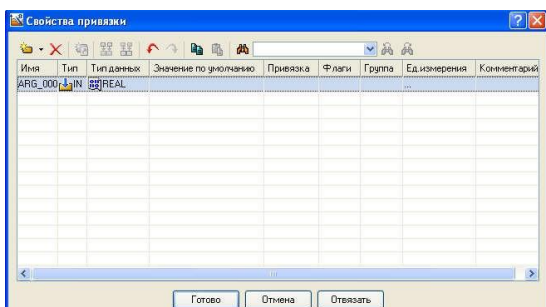 Свойства привязки
Имя Тип Тип данных Значение по умолчанию Привязка Флаги Группа Ед.измерения Комментарий
ARG_000 IN REAL ...
Готово Отмена Отвязать